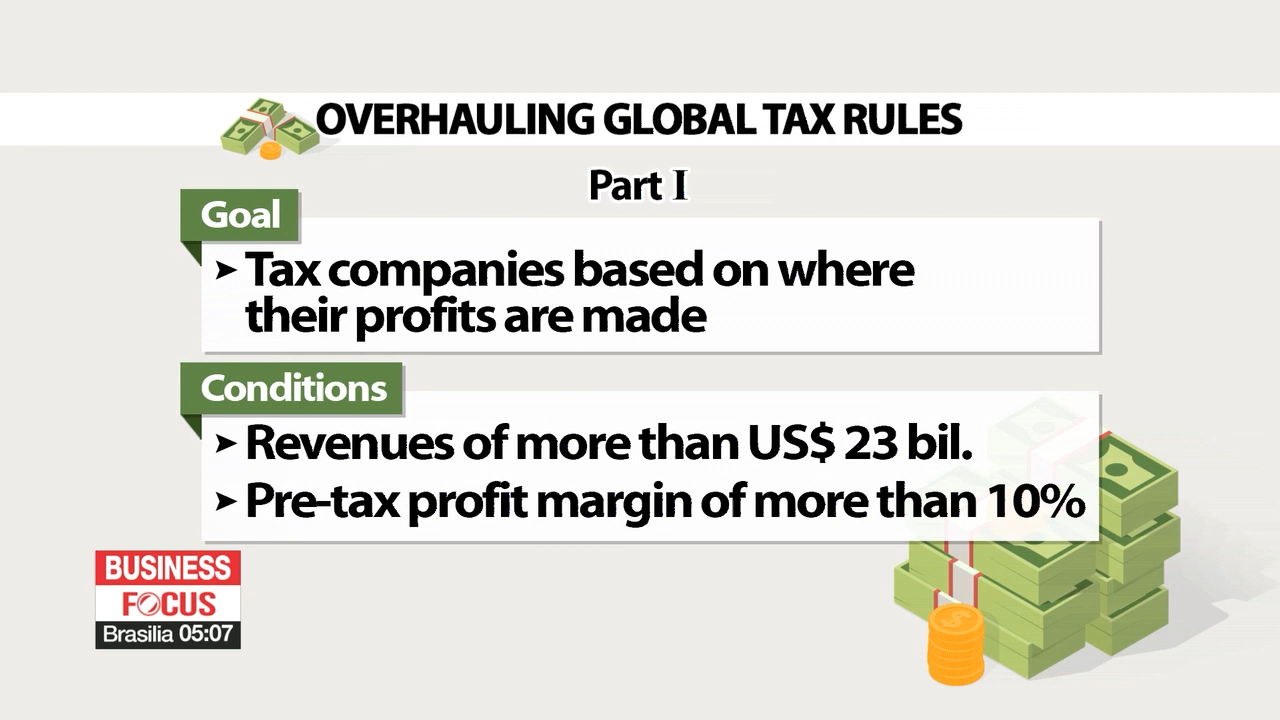 OVERHAULING GLOBAL TAX RULES
Part I
Goal
➤ Tax companies based on where
their profits are made
Conditions
➤ Revenues of more than US$ 23 bil.
➤ Pre-tax profit margin of more than 10%
BUSINESS
FOCUS
Brasilia 05:07